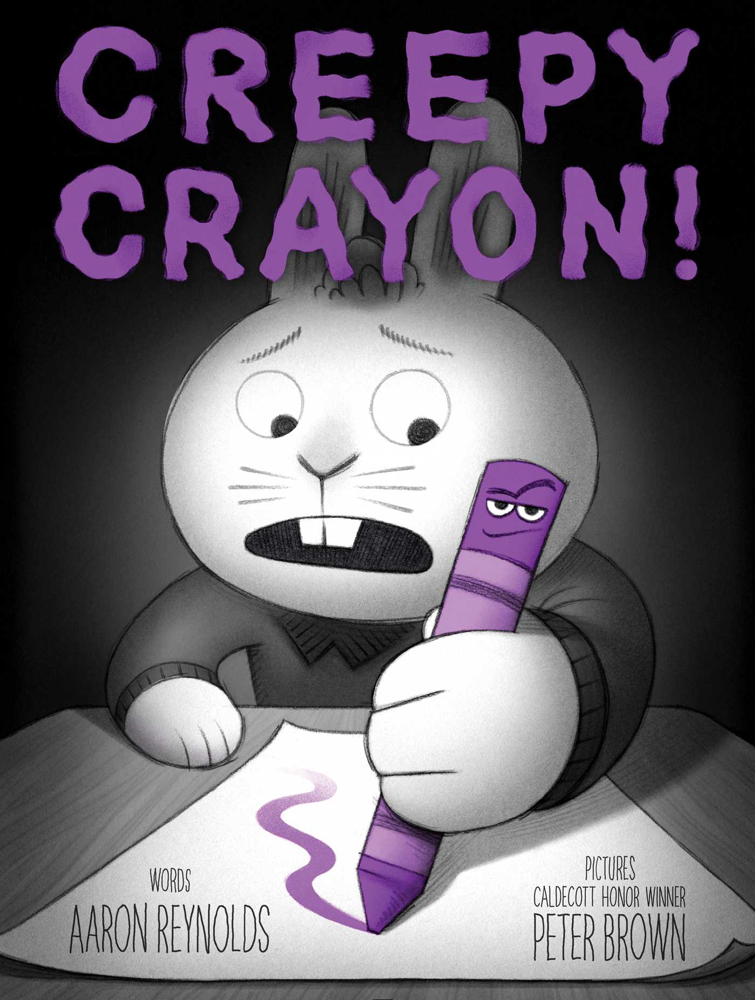 CREEPY
CRAYON!
WORDS
AARON REYNOLDS
PICTURES
CALDECOTT HONOR WINNER
PETER BROWN